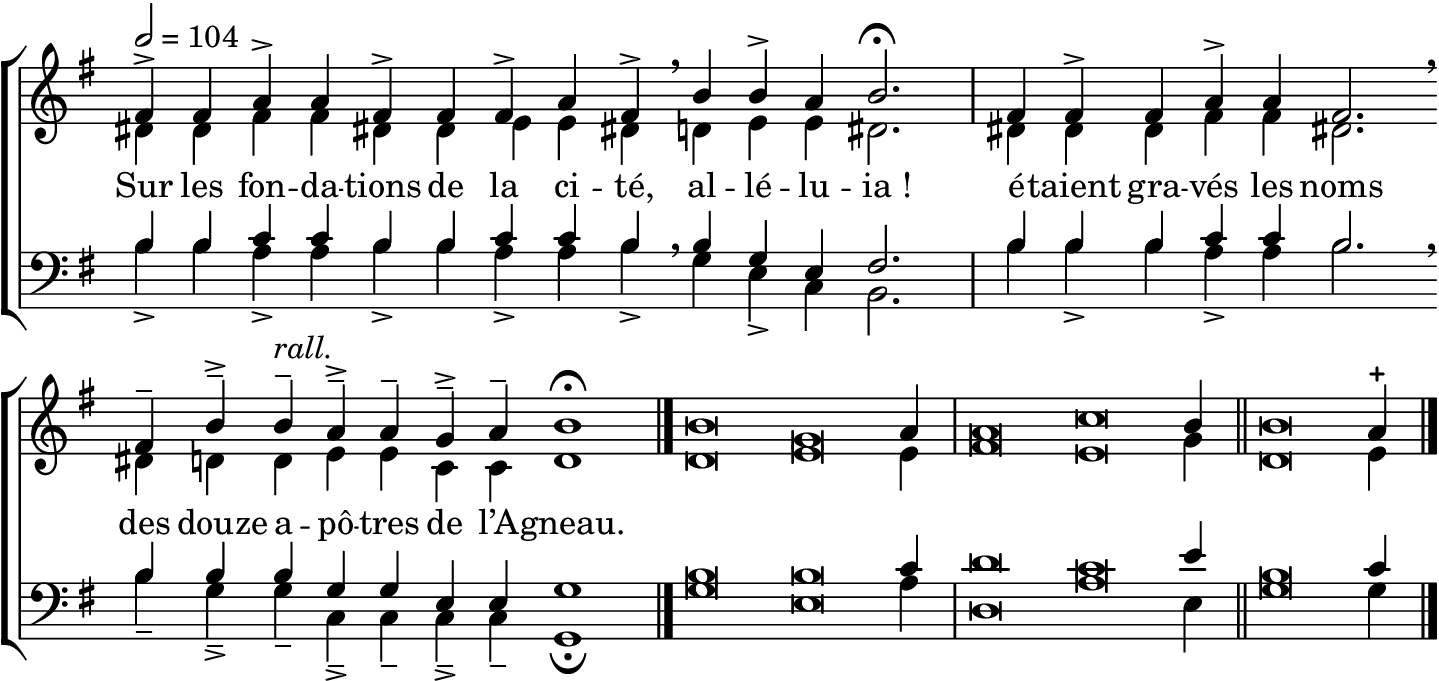 = 104
Sur les fon - da - tions de la ci - té, al - lé - lu - ia ! étaient gra - vés les noms
rall.
des douze a - pô - tres de l’Agneau.